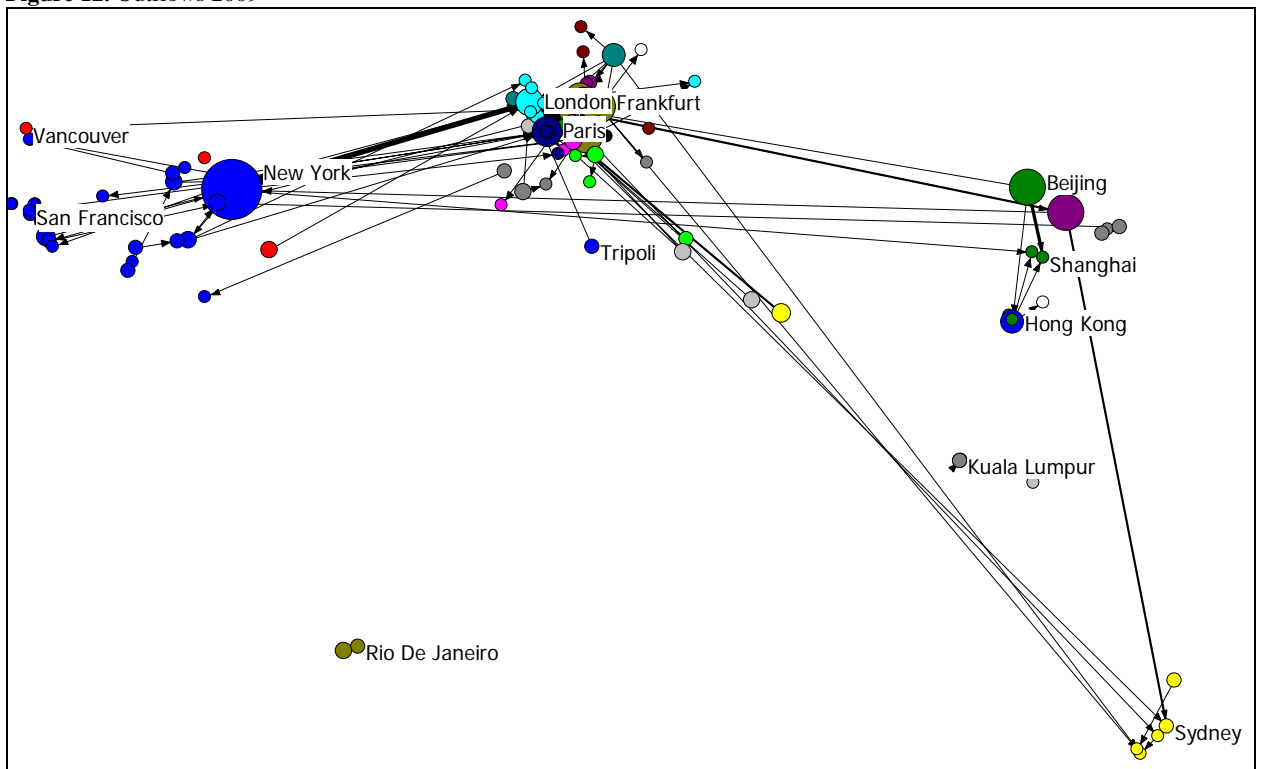 London
Frankfurt
Vancouver
Paris
New York
Beijing
San Francisco
Tripoli
Shanghai
Hong Kong
Kuala Lumpur
Rio De Janeiro
Sydney